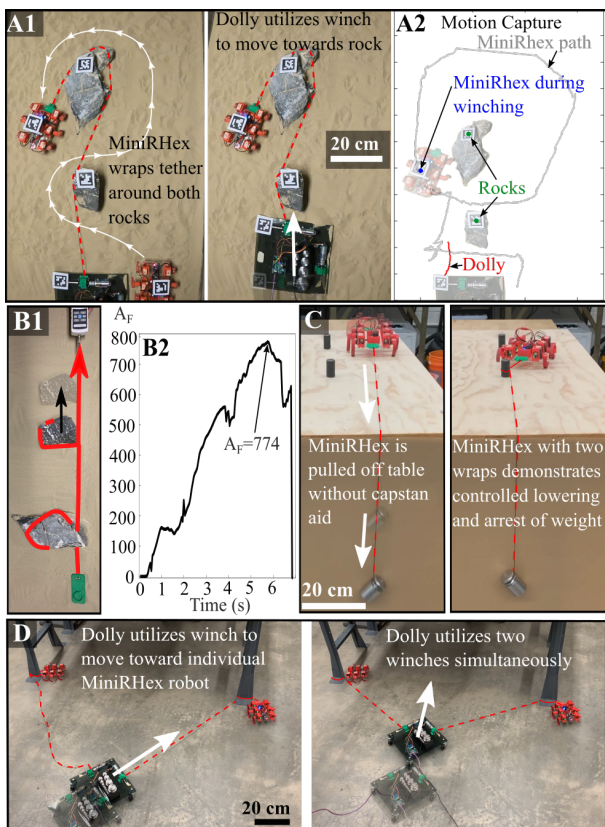 A1
MiniRHex
wraps tether
around both
rocks
Dolly utilizes winch
to move towards rock
20 cm
A2
Motion Capture
MiniRhex path
MiniRhex during
winching
Rocks
Dolly
B1
B2
A_F
800
700
600
500
400
300
200
100
0
A_F=774
0 1 2 3 4 5 6
Time (s)
C
MiniRHex is
pulled off table
without capstan
aid
20 cm
MiniRHex with two
wraps demonstrates
controlled lowering
and arrest of weight
D
Dolly utilizes winch to
move toward individual
MiniRHex robot
20 cm
Dolly utilizes two
winches simultaneously